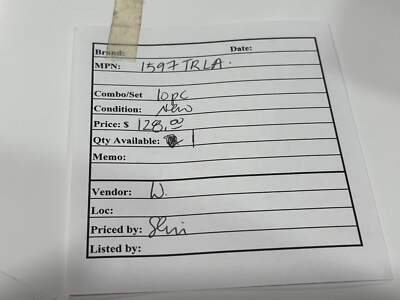 Brand: Date:
MPN: 1597TRLA.
Combo/Set 10pc
Condition: New
Price: $ 128.00
Qty Available: 1
Memo:
Vendor: W.
Loc:
Priced by:
Listed by: